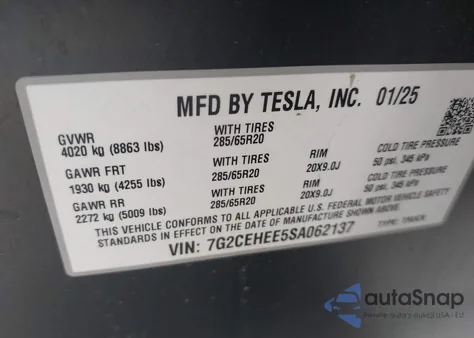 MFD BY TESLA, INC. 01/25
GVWR
4020 kg (8863 lbs)
WITH TIRES
285/65R20
GAWR FRT
1930 kg (4255 lbs)
WITH TIRES
285/65R20
RIM
20X9.0J
COLD TIRE PRESSURE
50 psi. 345 kPa
GAWR RR
2272 kg (5009 lbs)
WITH TIRES
285/65R20
RIM
20X9.0J
COLD TIRE PRESSURE
50 psi. 345 kPa
THIS VEHICLE CONFORMS TO ALL APPLICABLE U.S. FEDERAL MOTOR VEHICLE SAFETY
STANDARDS IN EFFECT ON THE DATE OF MANUFACTURE SHOWN ABOVE.
VIN: 7G2CEHEE5SA062137
TYPE: TRUCK
autoSnap